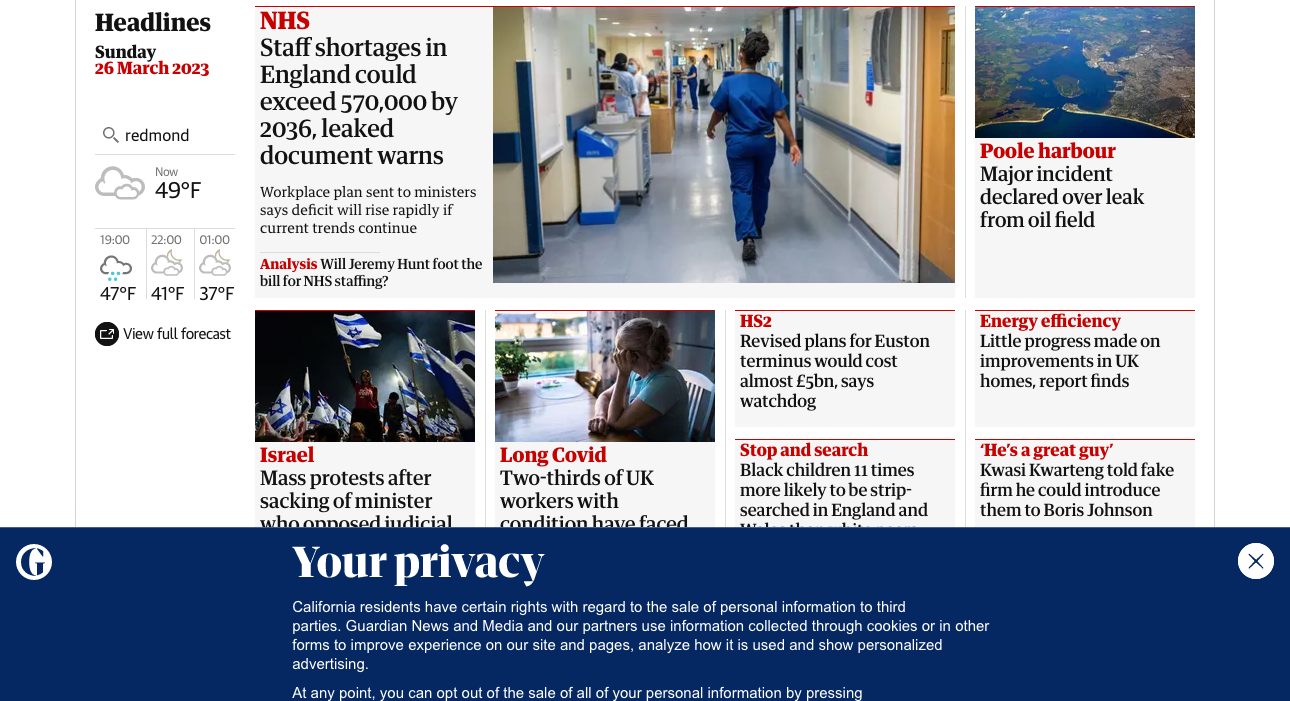 Headlines
Sunday
26 March 2023
redmond
Now
49°F
19:00
22:00
01:00
47°F
41°F
37°F
View full forecast
NHS
Staff shortages in
England could
exceed 570,000 by
2036, leaked
document warns
Workplace plan sent to ministers
says deficit will rise rapidly if
current trends continue
Analysis Will Jeremy Hunt foot the
bill for NHS staffing?
Poole harbour
Major incident
declared over leak
from oil field
Israel
Mass protests after
sacking of minister
who opposed judicial
Long Covid
Two-thirds of UK
workers with
condition have faced
HS2
Revised plans for Euston
terminus would cost
almost £5bn, says
watchdog
Energy efficiency
Little progress made on
improvements in UK
homes, report finds
Stop and search
Black children 11 times
more likely to be strip-
searched in England and
Wales than white peers
‘He’s a great guy’
Kwasi Kwarteng told fake
firm he could introduce
them to Boris Johnson
G
Your privacy
California residents have certain rights with regard to the sale of personal information to third
parties. Guardian News and Media and our partners use information collected through cookies or in other
forms to improve experience on our site and pages, analyze how it is used and show personalized
advertising.
At any point, you can opt out of the sale of all of your personal information by pressing